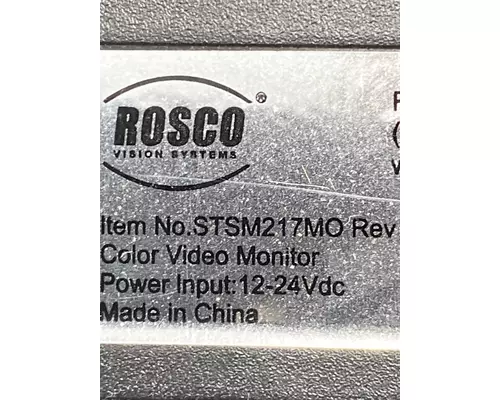 ROSCO®
VISION SYSTEMS
Item No.STSM217MO Rev
Color Video Monitor
Power Input:12-24Vdc
Made in China